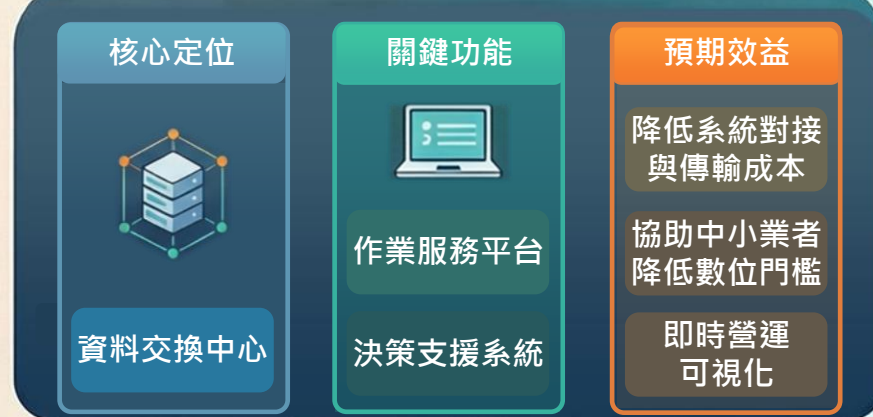 核心定位
資料交換中心
關鍵功能
作業服務平台
決策支援系統
預期效益
降低系統對接
與傳輸成本
協助中小業者
降低數位門檻
即時營運
可視化